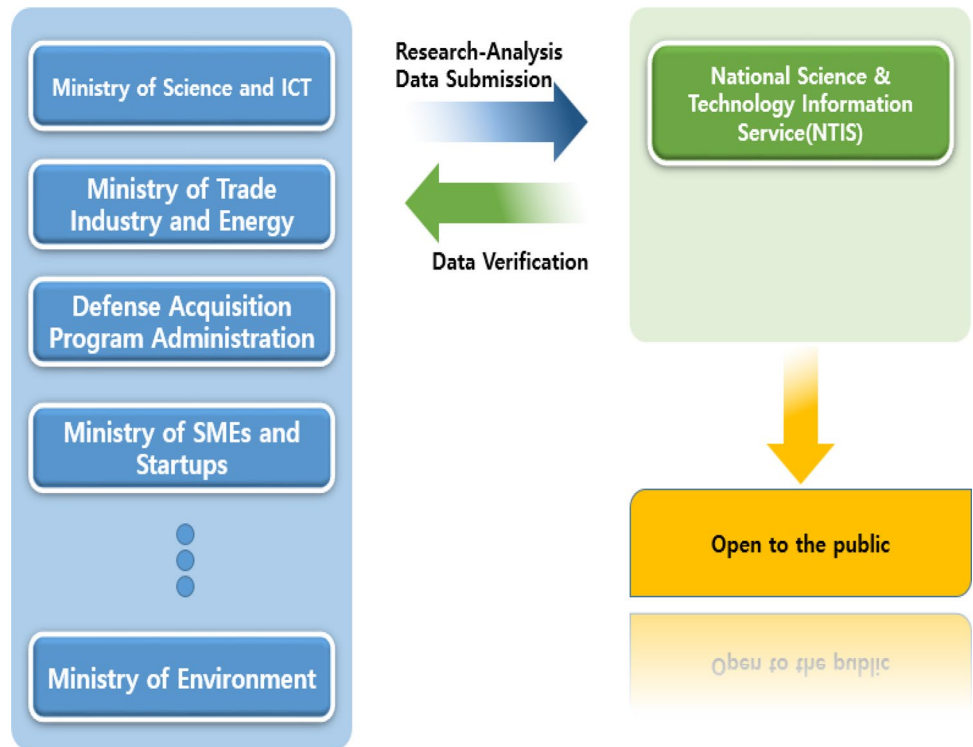 Ministry of Science and ICT
Ministry of Trade
Industry and Energy
Defense Acquisition
Program Administration
Ministry of SMEs and
Startups
Ministry of Environment
Research-Analysis
Data Submission
Data Verification
National Science &
Technology Information
Service(NTIS)
Open to the public
Open to the public